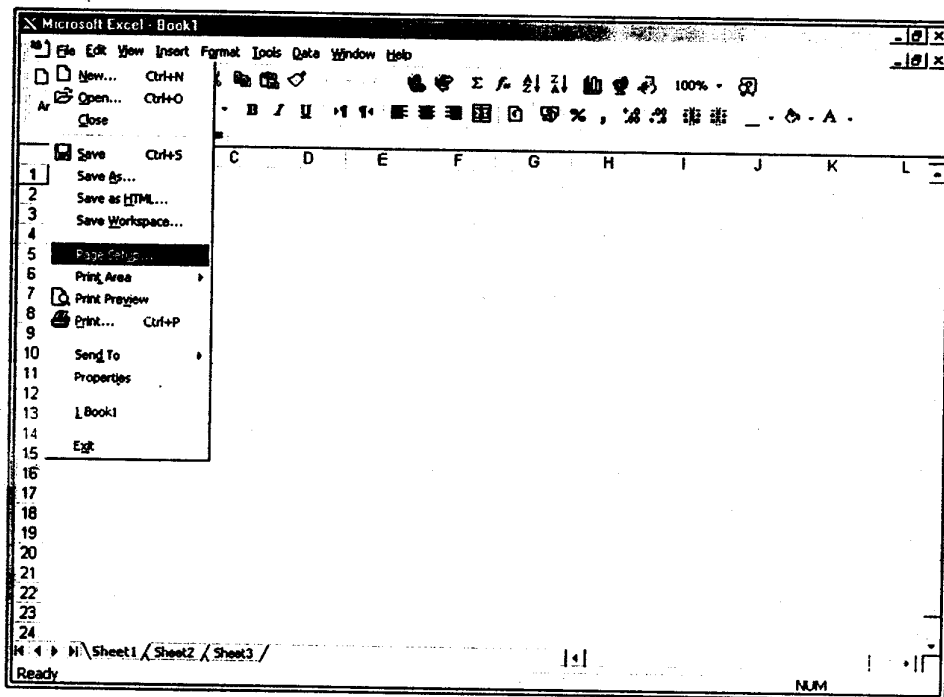 Microsoft Excel - Book1
File Edit View Insert Format Tools Data Window Help
New... Ctrl+N
100%
Open... Ctrl+O
Ar
B I U
% ,
A
Close
Save Ctrl+S
C D E F G H I J K L
1
Save As...
2
Save as HTML...
3
Save Workspace...
4
5
Page Setup...
6
Print Area
7
Print Preview
8
Print... Ctrl+P
9
10
Send To
11
Properties
12
13
1 Book1
14
Exit
15
16
17
18
19
20
21
22
23
24
Sheet1 Sheet2 Sheet3
Ready
NUM